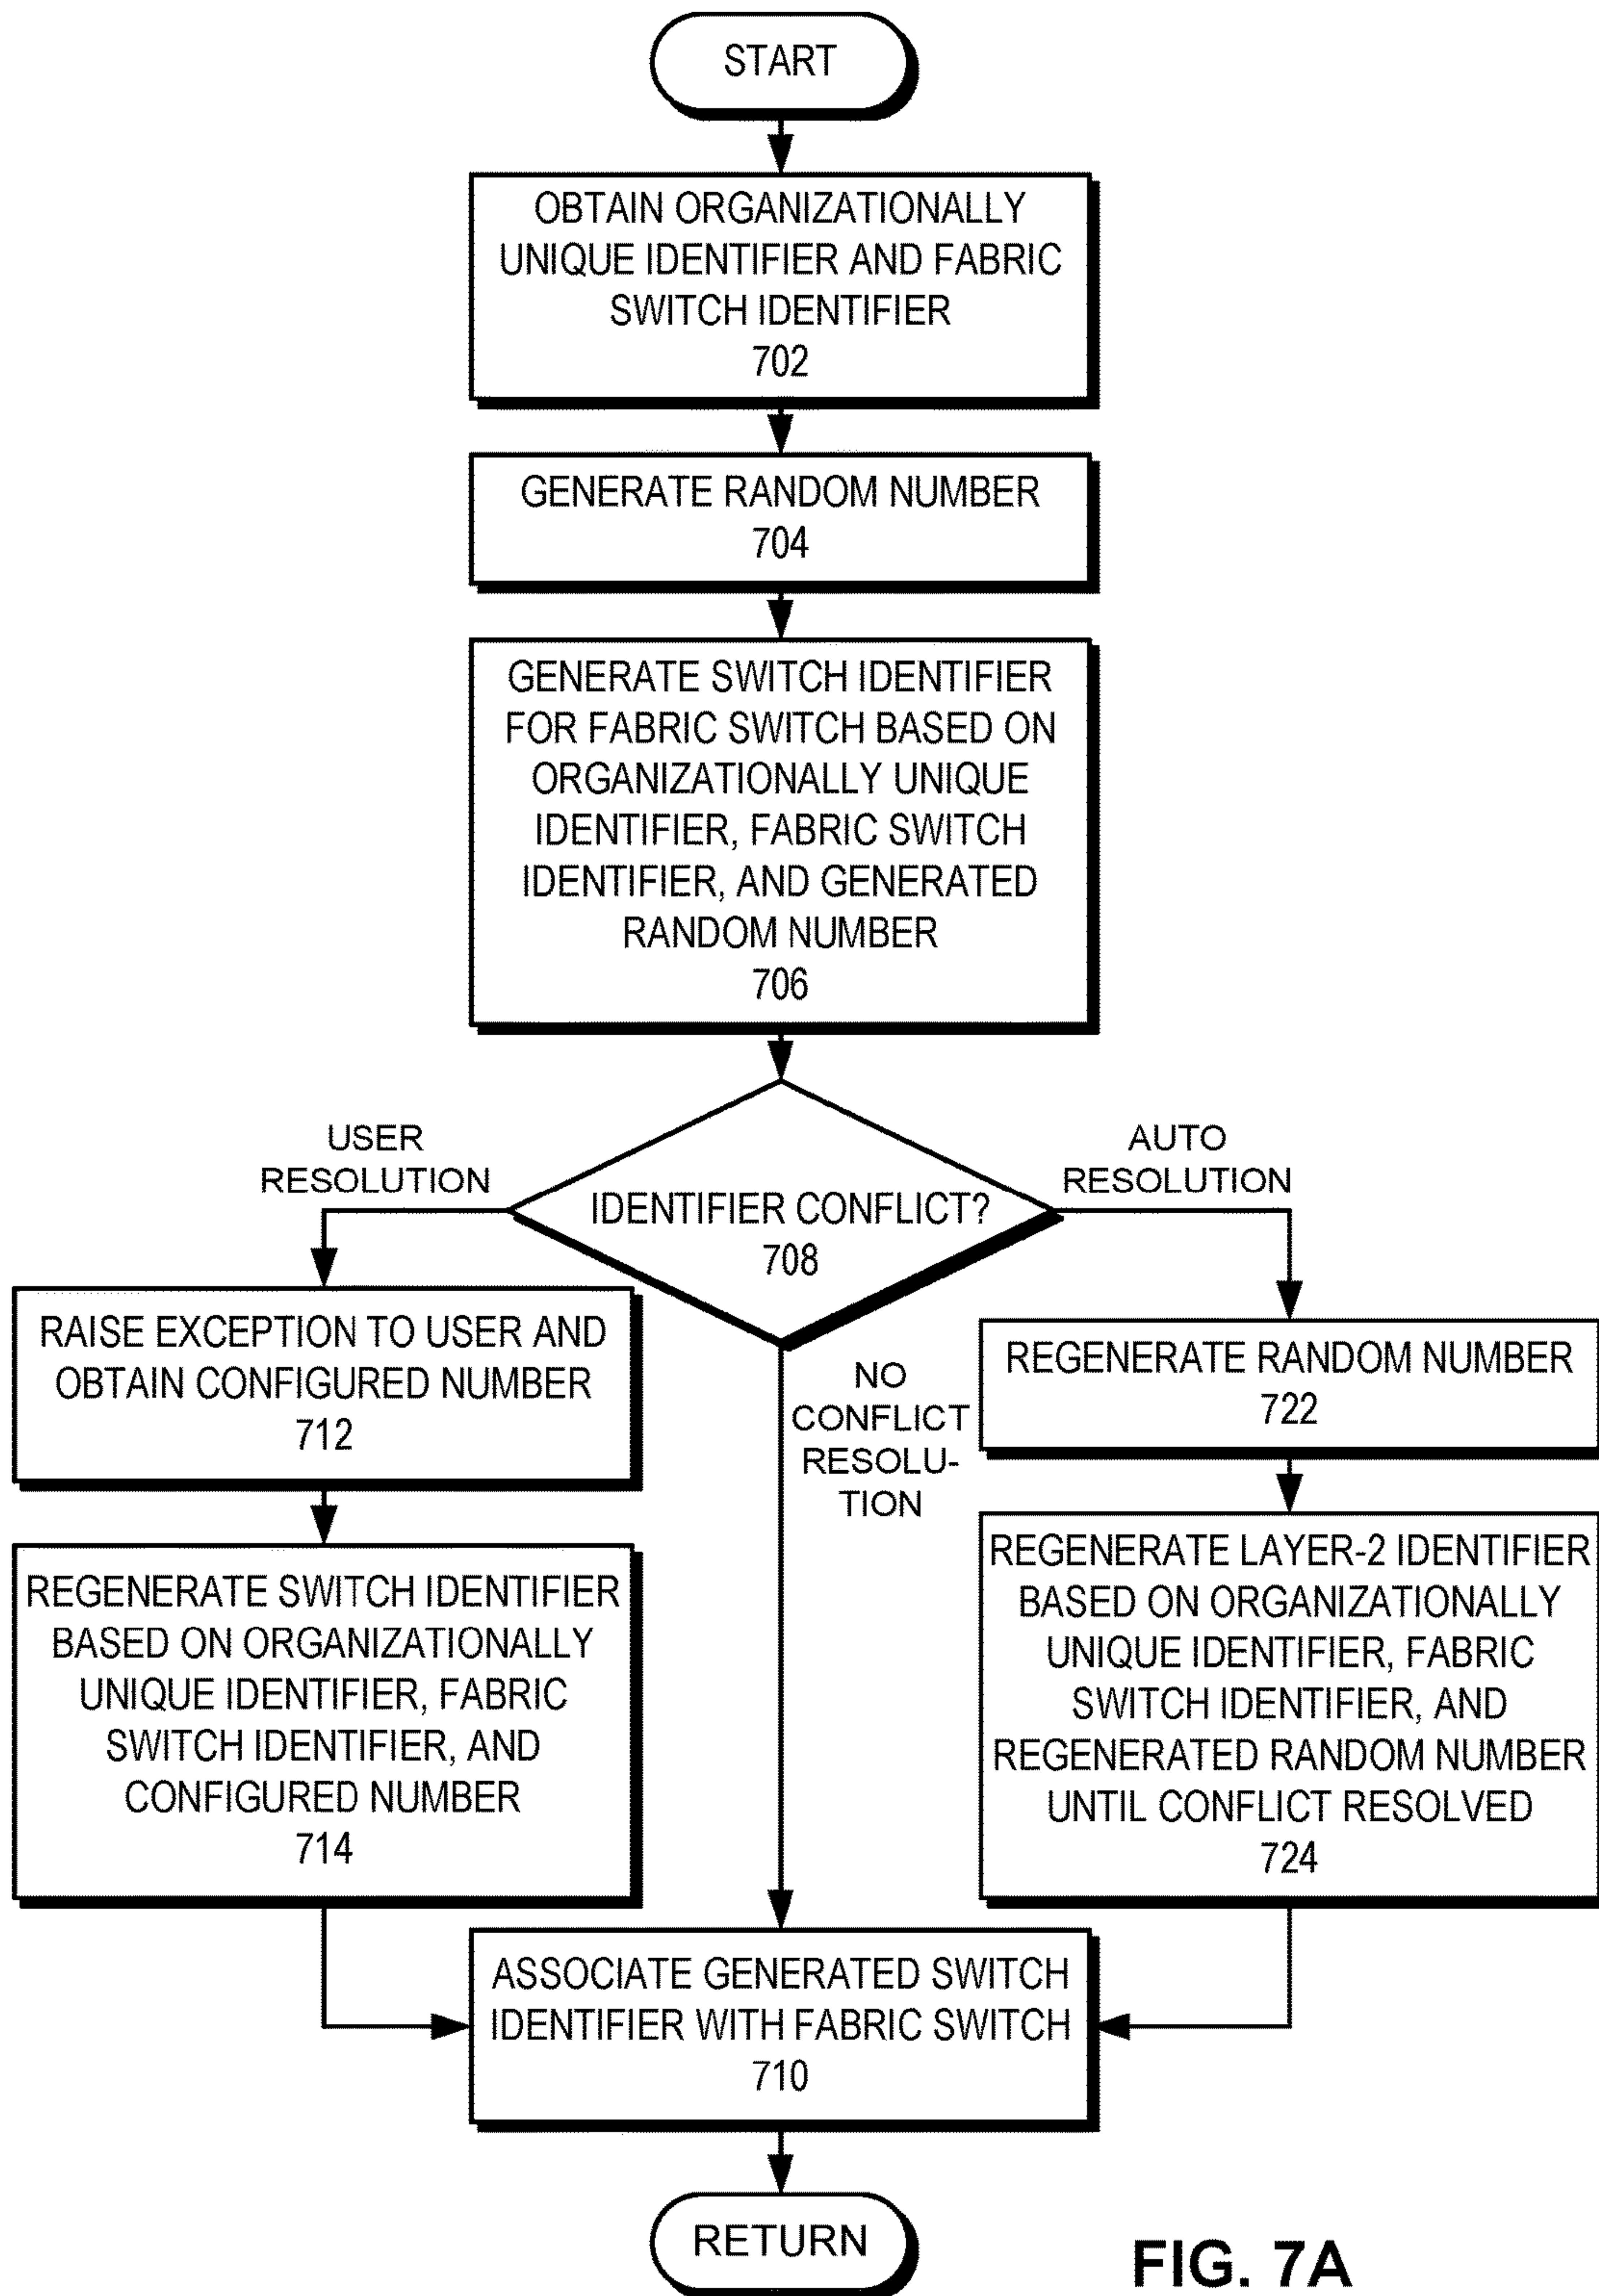 START
OBTAIN ORGANIZATIONALLY
UNIQUE IDENTIFIER AND FABRIC
SWITCH IDENTIFIER
702
GENERATE RANDOM NUMBER
704
GENERATE SWITCH IDENTIFIER
FOR FABRIC SWITCH BASED ON
ORGANIZATIONALLY UNIQUE
IDENTIFIER, FABRIC SWITCH
IDENTIFIER, AND GENERATED
RANDOM NUMBER
706
USER
RESOLUTION
AUTO
RESOLUTION
IDENTIFIER CONFLICT?
708
RAISE EXCEPTION TO USER AND
OBTAIN CONFIGURED NUMBER
712
NO
CONFLICT
RESOLU-
TION
REGENERATE RANDOM NUMBER
722
REGENERATE SWITCH IDENTIFIER
BASED ON ORGANIZATIONALLY
UNIQUE IDENTIFIER, FABRIC
SWITCH IDENTIFIER, AND
CONFIGURED NUMBER
714
REGENERATE LAYER-2 IDENTIFIER
BASED ON ORGANIZATIONALLY
UNIQUE IDENTIFIER, FABRIC
SWITCH IDENTIFIER, AND
REGENERATED RANDOM NUMBER
UNTIL CONFLICT RESOLVED
724
ASSOCIATE GENERATED SWITCH
IDENTIFIER WITH FABRIC SWITCH
710
RETURN
FIG. 7A